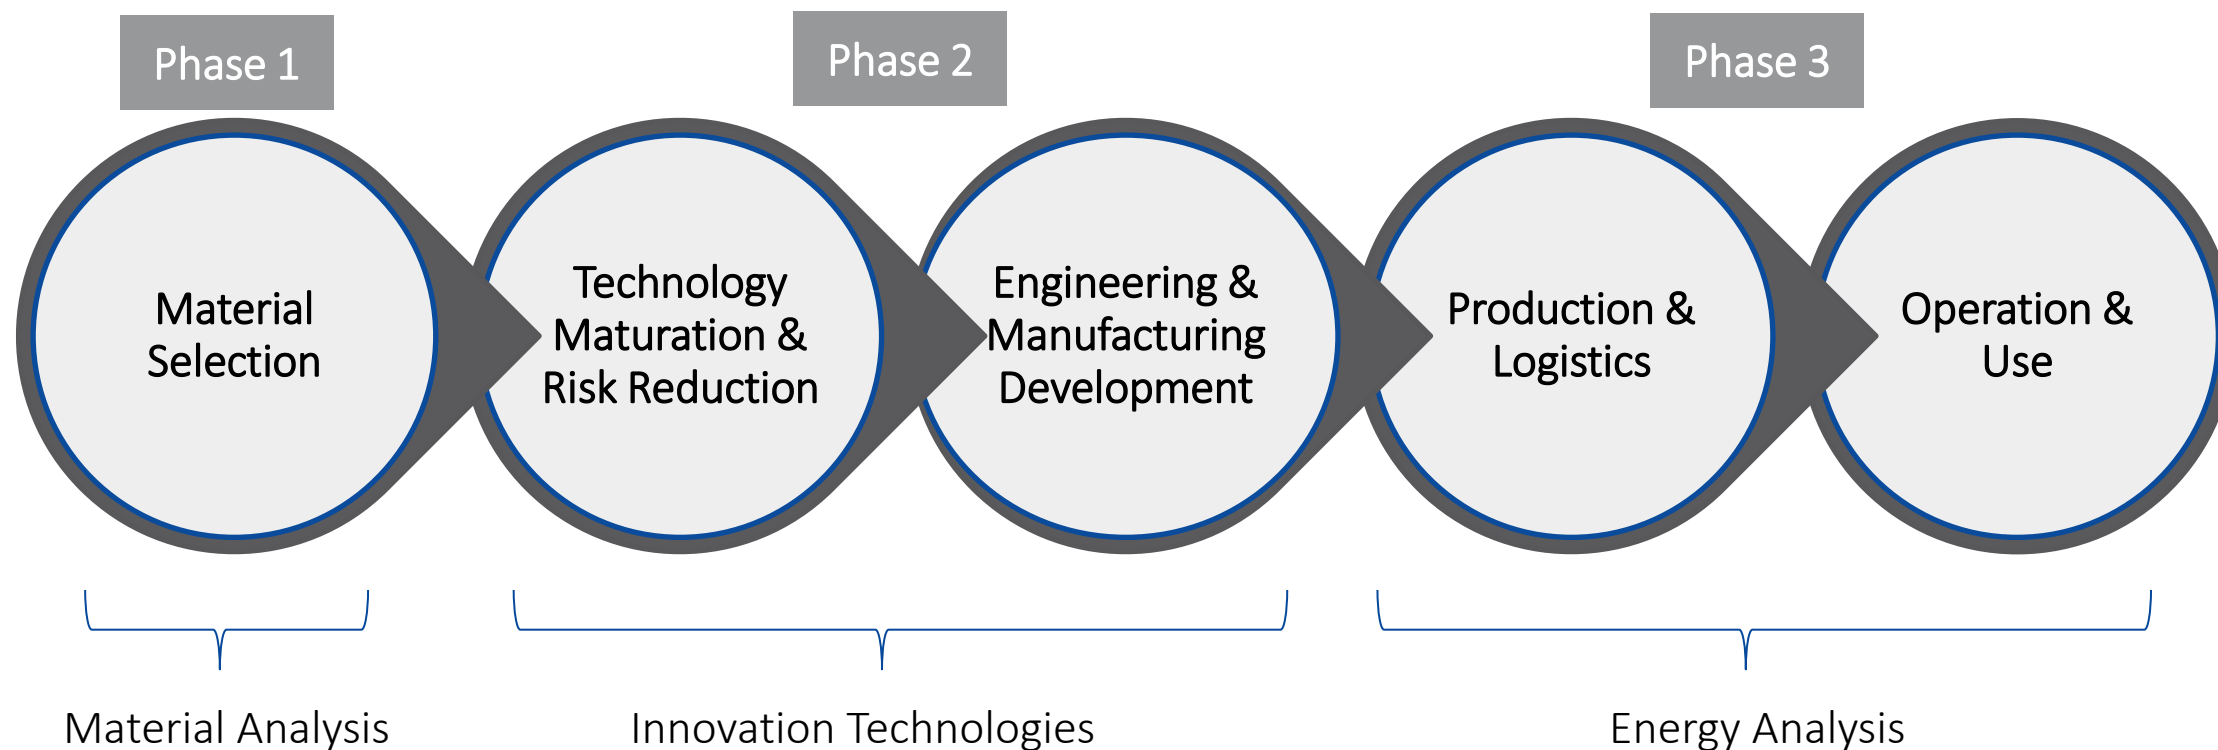 Phase 1
Phase 2
Phase 3
Material
Selection
Technology
Maturation &
Risk Reduction
Engineering &
Manufacturing
Development
Production &
Logistics
Operation &
Use
Material Analysis
Innovation Technologies
Energy Analysis